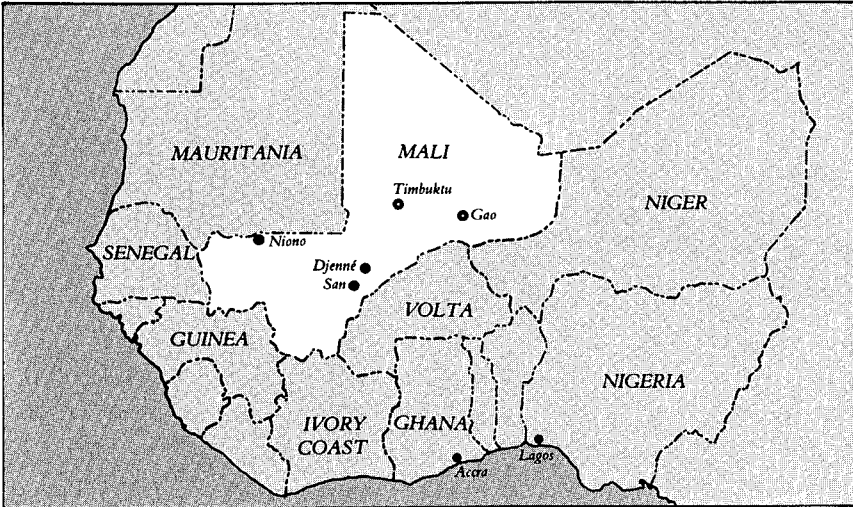 MAURITANIA
MALI
Timbuktu
Gao
NIGER
SENEGAL
Niono
Djenné
San
VOLTA
GUINEA
NIGERIA
IVORY
COAST
GHANA
Lagos
Accra